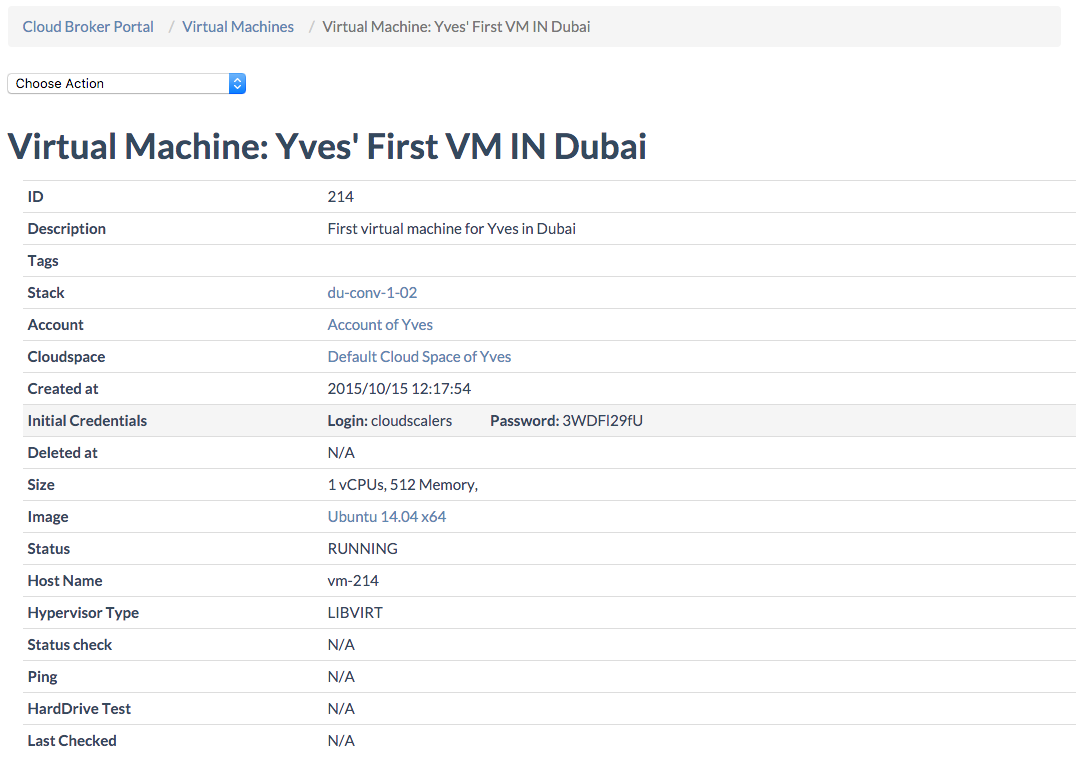 Cloud Broker Portal / Virtual Machines / Virtual Machine: Yves' First VM IN Dubai
Choose Action
Virtual Machine: Yves' First VM IN Dubai
ID 214
Description First virtual machine for Yves in Dubai
Tags
Stack du-conv-1-02
Account Account of Yves
Cloudspace Default Cloud Space of Yves
Created at 2015/10/15 12:17:54
Initial Credentials Login: cloudscalers Password: 3WDFI29fU
Deleted at N/A
Size 1 vCPUs, 512 Memory,
Image Ubuntu 14.04 x64
Status RUNNING
Host Name vm-214
Hypervisor Type LIBVIRT
Status check N/A
Ping N/A
HardDrive Test N/A
Last Checked N/A